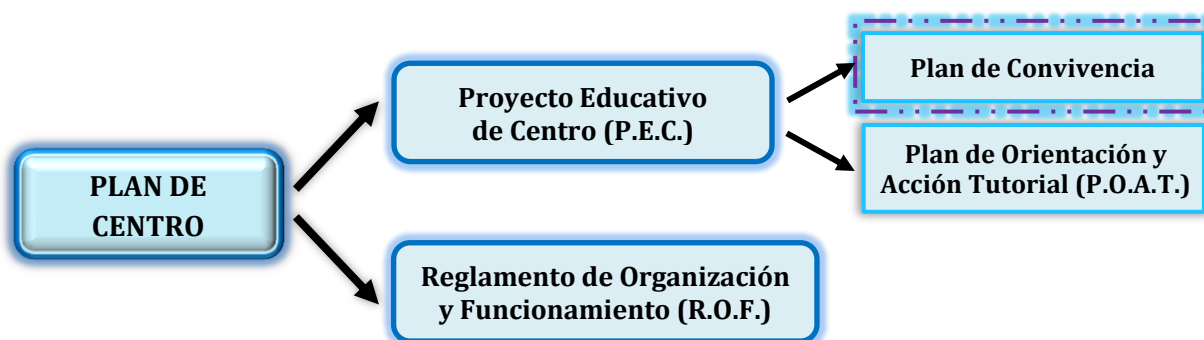 PLAN DE
CENTRO
Proyecto Educativo
de Centro (P.E.C.)
Reglamento de Organización
y Funcionamiento (R.O.F.)
Plan de Convivencia
Plan de Orientación y
Acción Tutorial (P.O.A.T.)